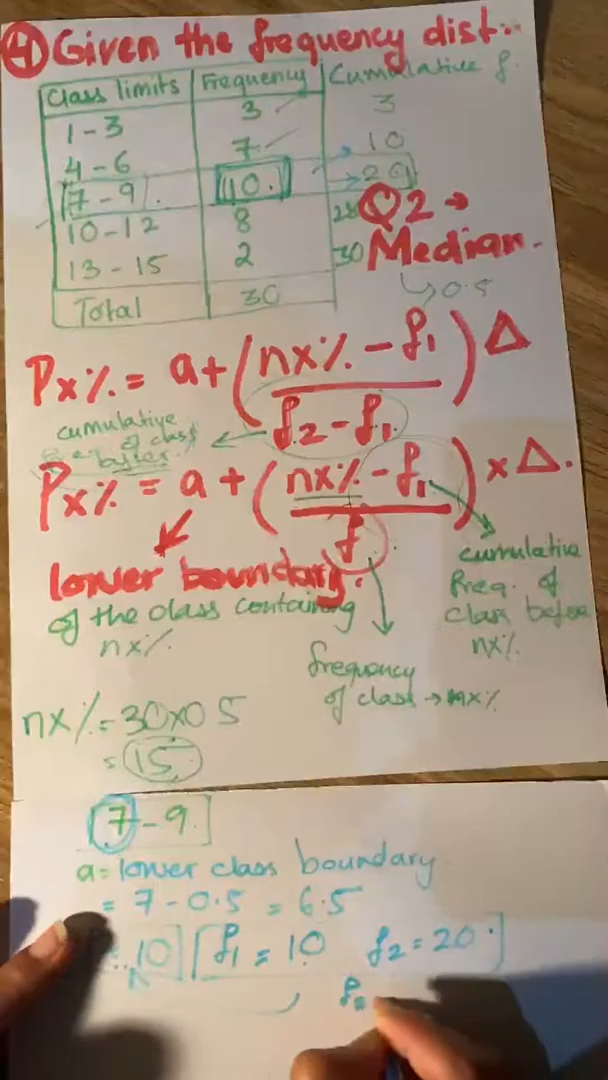 ④ Given the frequency dist..
Class limits Frequency Cumulative f.
1-3 3 3
4-6 7 10
7-9 10 20
10-12 8 28
13-15 2 30
Total 30
Q2 →
Median.
↳ 0.5
Px% = a+(nx% - f1 / f2 - f1) Δ
cumulative
of class
Px% = a + (nx% - f1 / f) x Δ.
lower boundary.
of the class containing
nx%
frequency
of class → nx%
cumulative
freq. of
class before
nx%
nx% = 30x0.5
= 15
7-9
a = lower class boundary
= 7-0.5 = 6.5
10 f1 = 10 f2 = 20